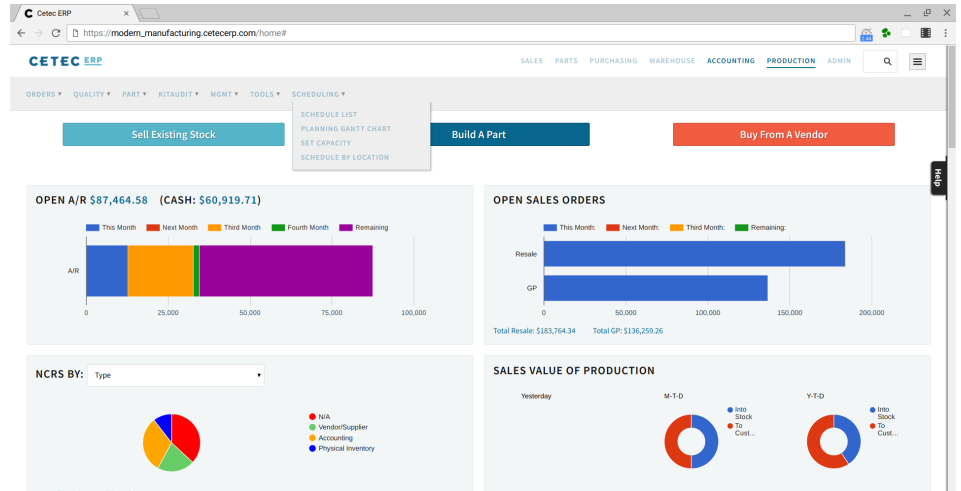 Cetec ERP
https://modern_manufacturing.cetecerp.com/home#
2.44
CETEC ERP
SALES PARTS PURCHASING WAREHOUSE ACCOUNTING PRODUCTION ADMIN
ORDERS QUALITY PART KITAUDIT MGMT TOOLS SCHEDULING
SCHEDULE LIST
PLANNING GANTT CHART
SET CAPACITY
SCHEDULE BY LOCATION
Sell Existing Stock
Build A Part
Buy From A Vendor
Help
OPEN A/R $87,464.58 (CASH: $60,919.71)
This Month Next Month Third Month Fourth Month Remaining
A/R
0 25,000 50,000 75,000 100,000
OPEN SALES ORDERS
This Month: Next Month: Third Month: Remaining:
Resale
GP
0 50,000 100,000 150,000 200,000
Total Resale: $183,764.34 Total GP: $136,259.26
NCRS BY: Type
N/A
Vendor/Supplier
Accounting
Physical Inventory
SALES VALUE OF PRODUCTION
Yesterday
M-T-D
Into
Stock
To
Cust...
Y-T-D
Into
Stock
To
Cust...